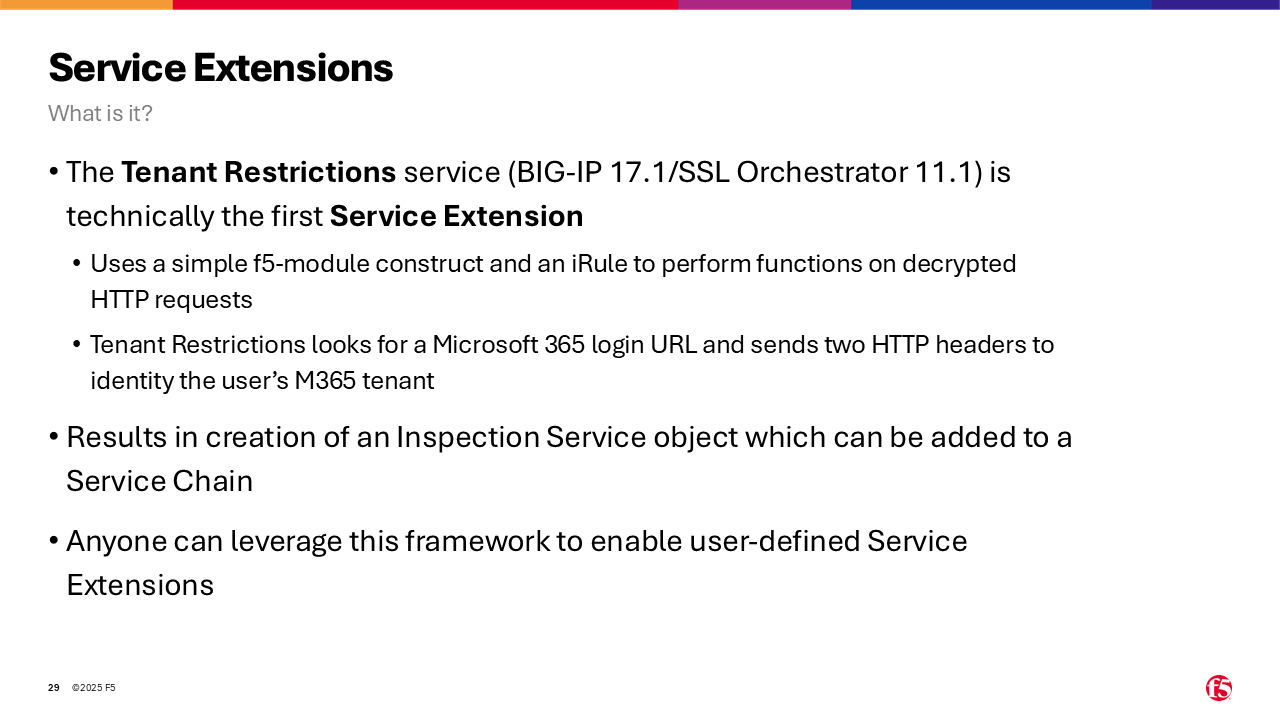 Service Extensions
What is it?
• The Tenant Restrictions service (BIG-IP 17.1/SSL Orchestrator 11.1) is
technically the first Service Extension
• Uses a simple f5-module construct and an iRule to perform functions on decrypted
HTTP requests
• Tenant Restrictions looks for a Microsoft 365 login URL and sends two HTTP headers to
identity the user’s M365 tenant
• Results in creation of an Inspection Service object which can be added to a
Service Chain
• Anyone can leverage this framework to enable user-defined Service
Extensions
29 ©2025 F5
f5